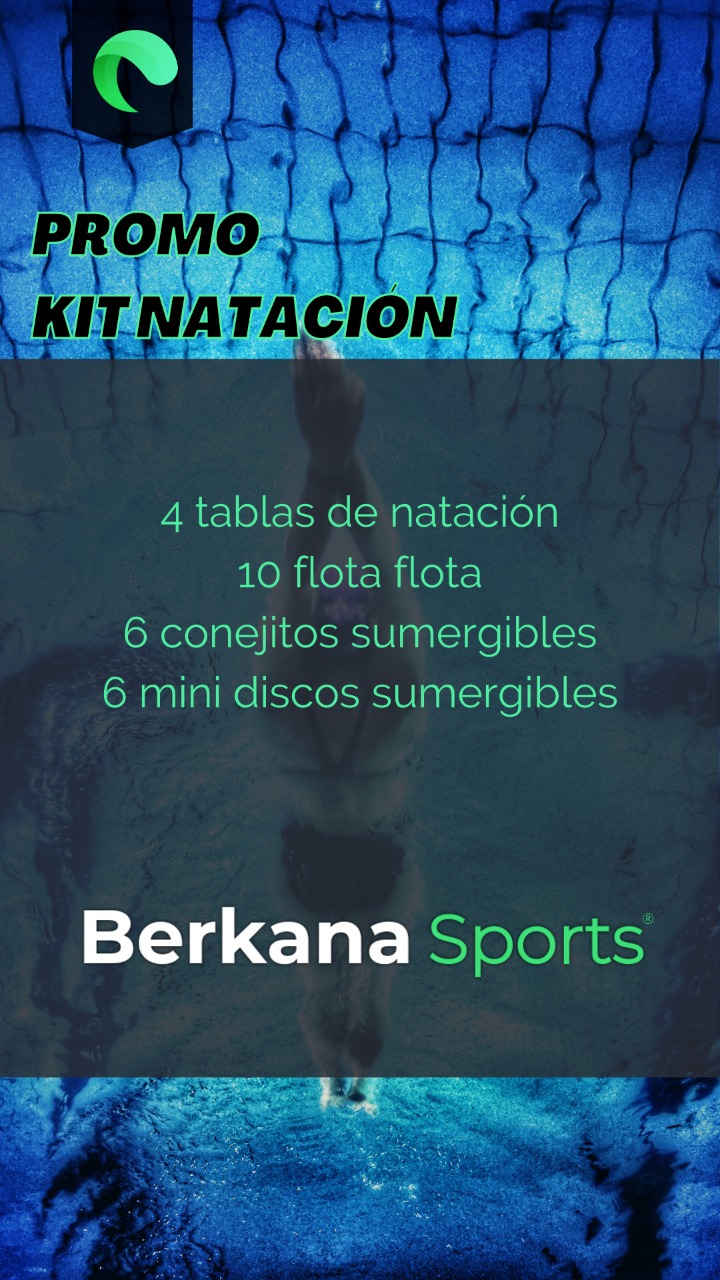 PROMO
KIT NATACIÓN
4 tablas de natación
10 flota flota
6 conejitos sumergibles
6 mini discos sumergibles
Berkana Sports®